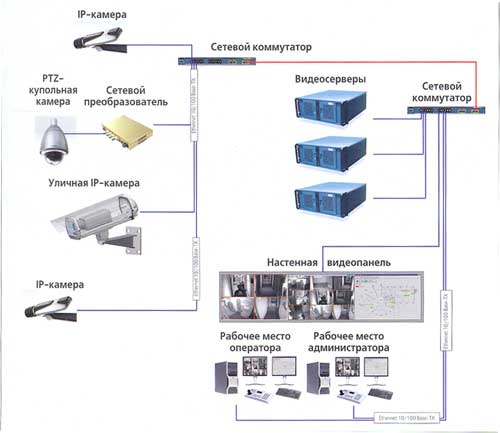 IP-камера
Сетевой коммутатор
PTZ-
купольная
камера
Сетевой
преобразователь
Ethernet 10/100 Base-TX
Видеосерверы
Сетевой
коммутатор
Уличная IP-камера
Ethernet 10/100 Base-TX
IP-камера
Настенная видеопанель
Ethernet 10/100 Base-TX
Рабочее место
оператора
Рабочее место
администратора
Ethernet 10/100 Base-TX